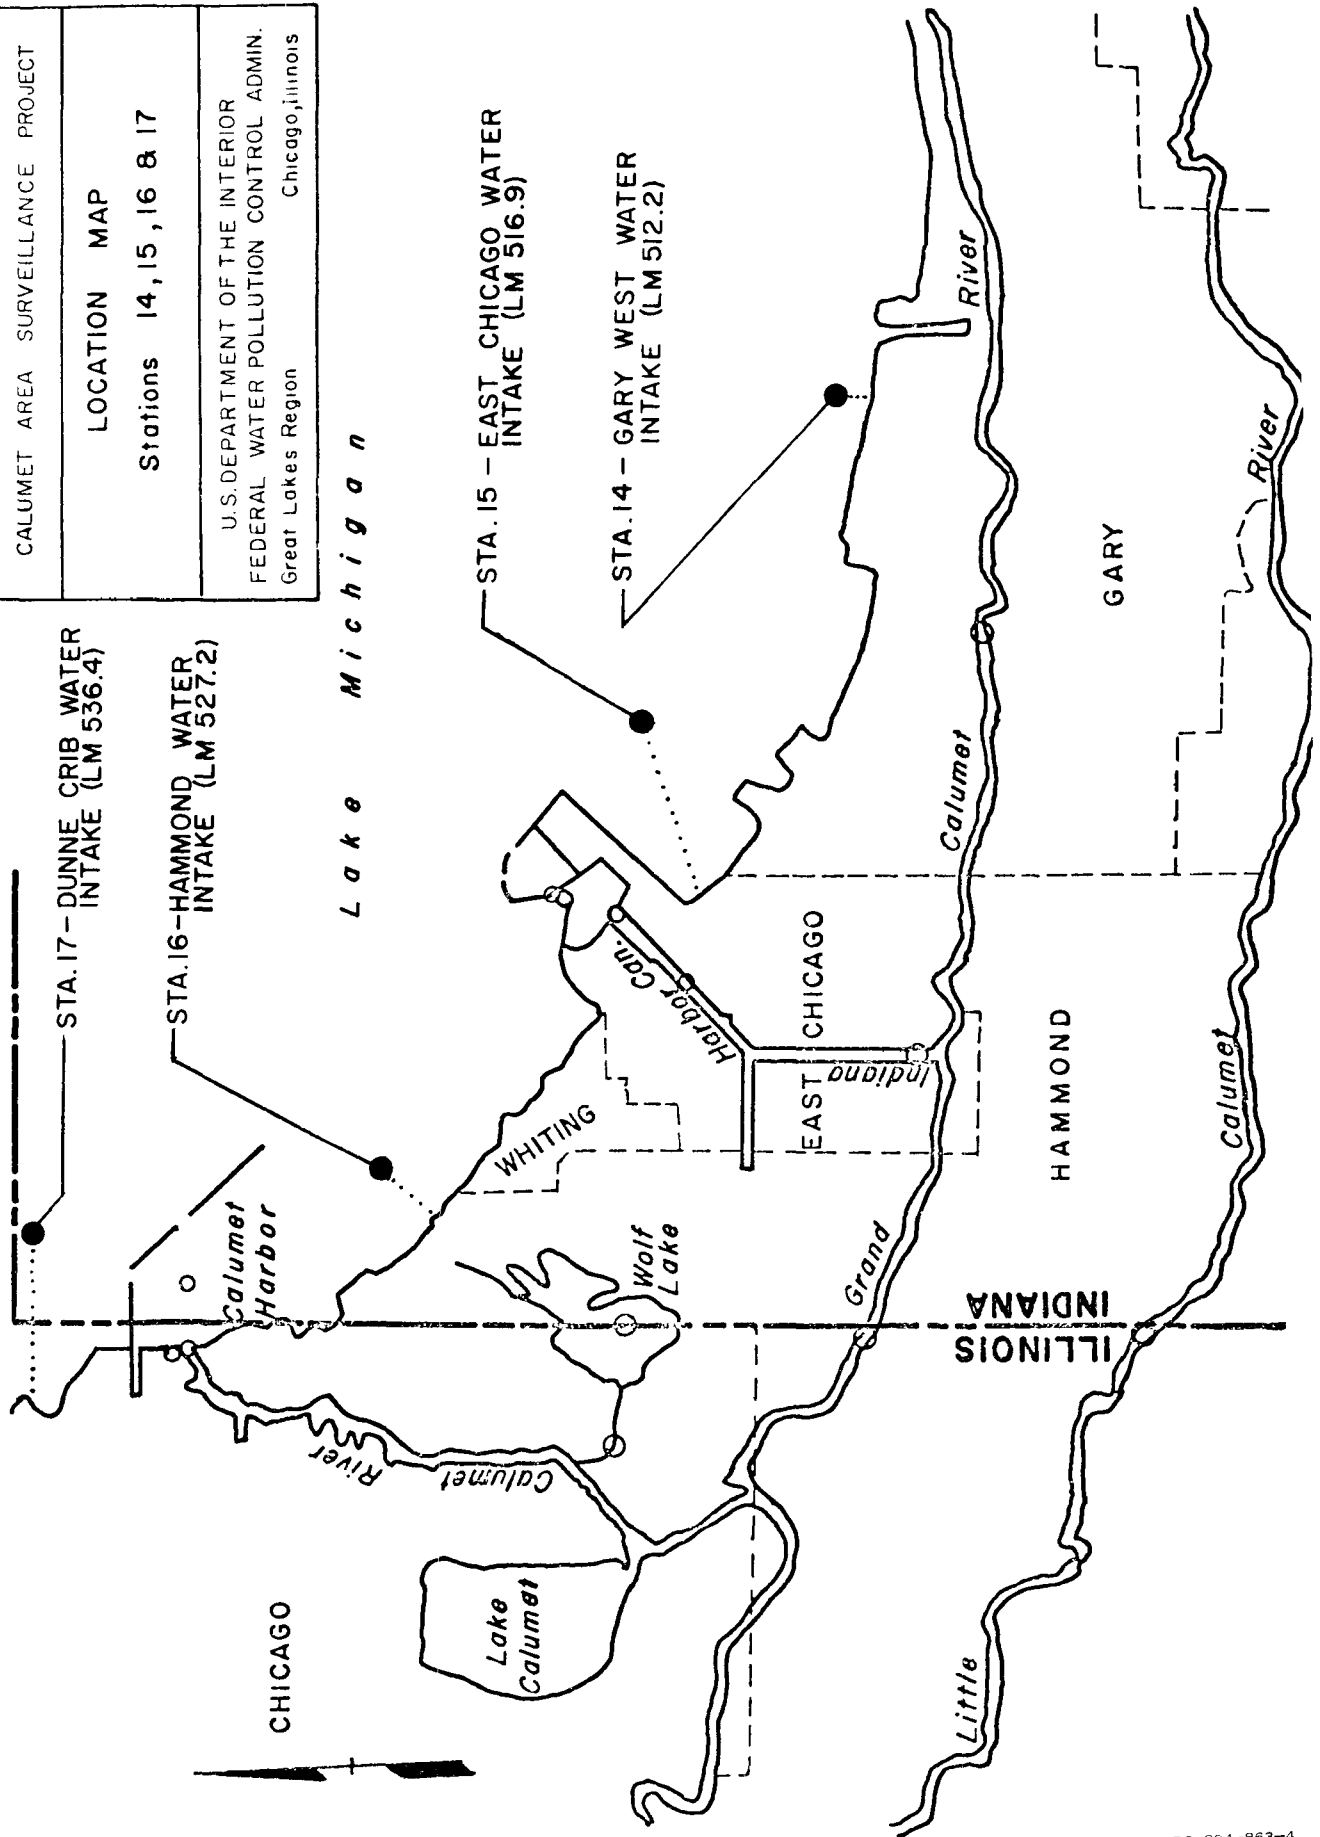 CALUMET AREA SURVEILLANCE PROJECT
LOCATION MAP
Stations 14, 15, 16 & 17
U.S. DEPARTMENT OF THE INTERIOR
FEDERAL WATER POLLUTION CONTROL ADMIN.
Great Lakes Region Chicago, Illinois
STA. 17 – DUNNE CRIB WATER
INTAKE (LM 536.4)
STA. 16 – HAMMOND WATER
INTAKE (LM 527.2)
Lake Michigan
STA. 15 – EAST CHICAGO WATER
INTAKE (LM 516.9)
STA. 14 – GARY WEST WATER
INTAKE (LM 512.2)
CHICAGO
Calumet
Harbor
Calumet River
Lake
Calumet
Wolf
Lake
WHITING
Indiana Harbor Can.
EAST CHICAGO
Grand Calumet River
GARY
HAMMOND
ILLINOIS
INDIANA
Little Calumet River